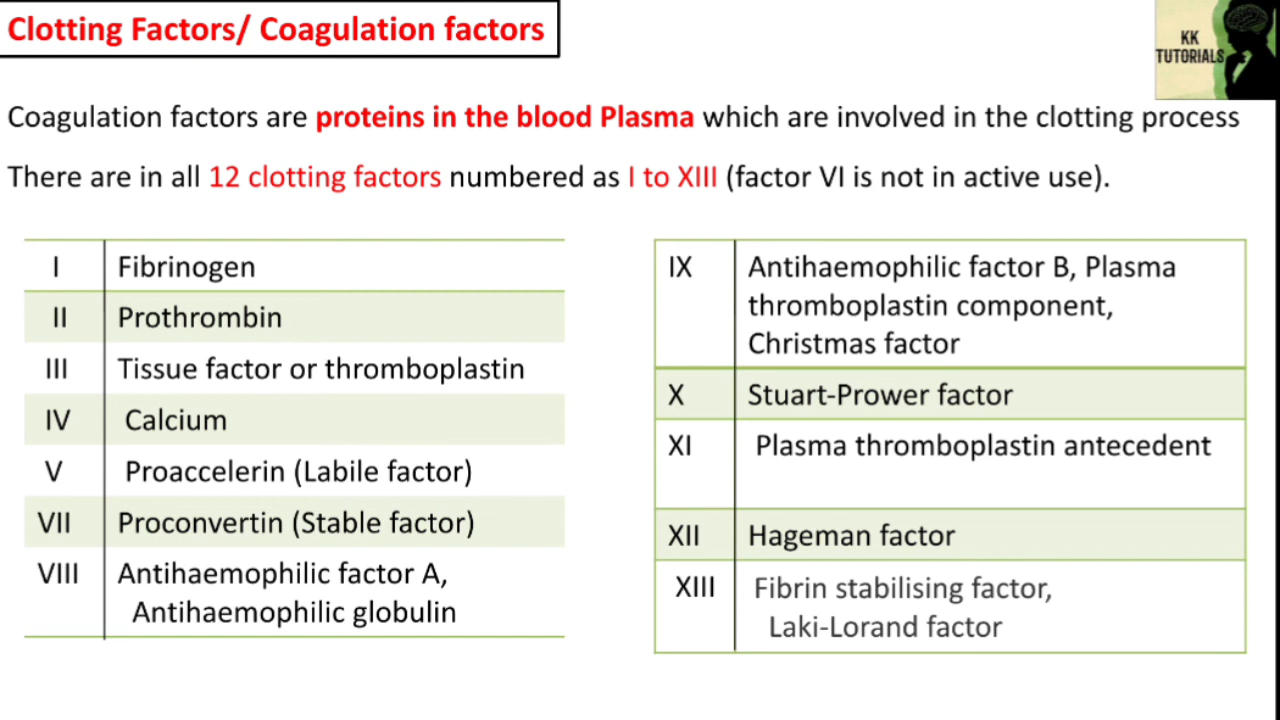 Clotting Factors/ Coagulation factors
KK
TUTORIALS
Coagulation factors are proteins in the blood Plasma which are involved in the clotting process
There are in all 12 clotting factors numbered as I to XIII (factor VI is not in active use).
I Fibrinogen
II Prothrombin
III Tissue factor or thromboplastin
IV Calcium
V Proaccelerin (Labile factor)
VII Proconvertin (Stable factor)
VIII Antihaemophilic factor A,
Antihaemophilic globulin
IX Antihaemophilic factor B, Plasma
thromboplastin component,
Christmas factor
X Stuart-Prower factor
XI Plasma thromboplastin antecedent
XII Hageman factor
XIII Fibrin stabilising factor,
Laki-Lorand factor